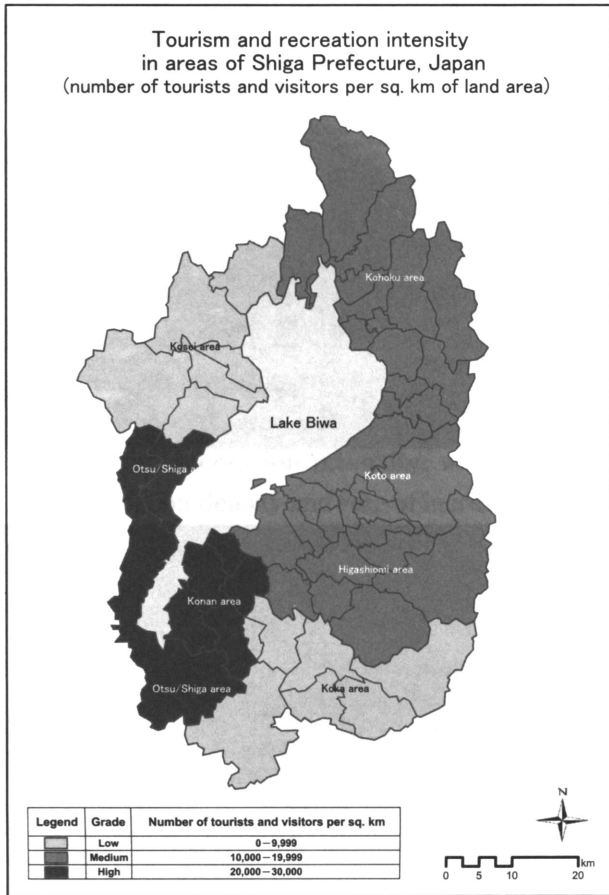 Tourism and recreation intensity
in areas of Shiga Prefecture, Japan
(number of tourists and visitors per sq. km of land area)
Kohoku area
Kosei area
Lake Biwa
Otsu/Shiga a
Koto area
Higashiomi area
Konan area
Otsu/Shiga area
Koka area
N
Legend Grade Number of tourists and visitors per sq. km
Low 0－9,999
Medium 10,000－19,999
High 20,000－30,000
km
0 5 10 20